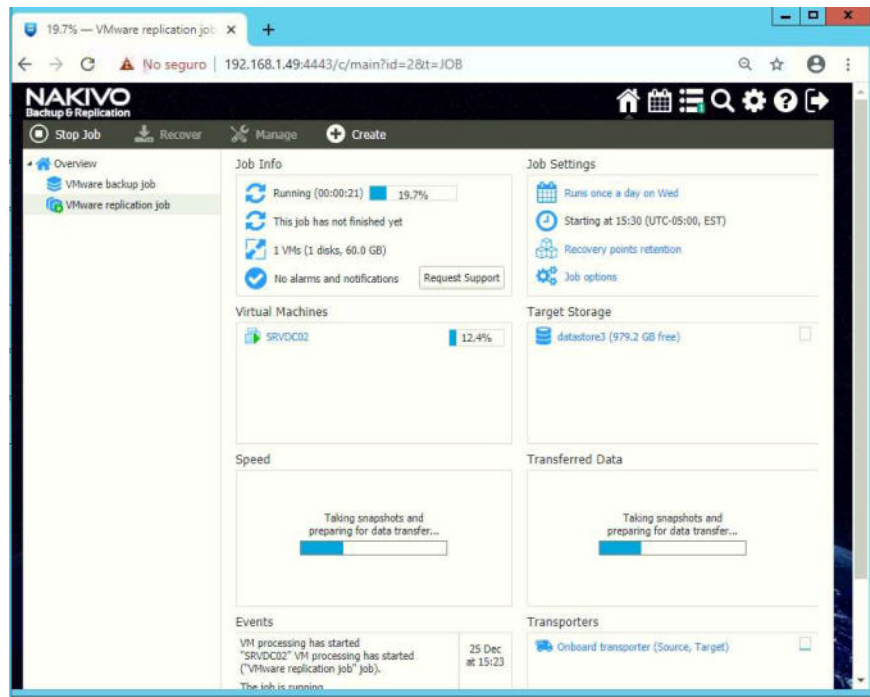 19.7% — VMware replication job
No seguro
192.168.1.49:4443/c/main?id=2&t=JOB
NAKIVO
Backup & Replication
1
Stop Job
Recover
Manage
Create
Overview
VMware backup job
VMware replication job
Job Info
Running (00:00:21)
19.7%
This job has not finished yet
1 VMs (1 disks, 60.0 GB)
No alarms and notifications
Request Support
Job Settings
Runs once a day on Wed
Starting at 15:30 (UTC-05:00, EST)
Recovery points retention
Job options
Virtual Machines
SRVDC02
12.4%
Target Storage
datastore3 (979.2 GB free)
Speed
Taking snapshots and
preparing for data transfer...
Transferred Data
Taking snapshots and
preparing for data transfer...
Events
VM processing has started
"SRVDC02" VM processing has started
("VMware replication job" job).
25 Dec
at 15:23
The job is running
Transporters
Onboard transporter (Source, Target)